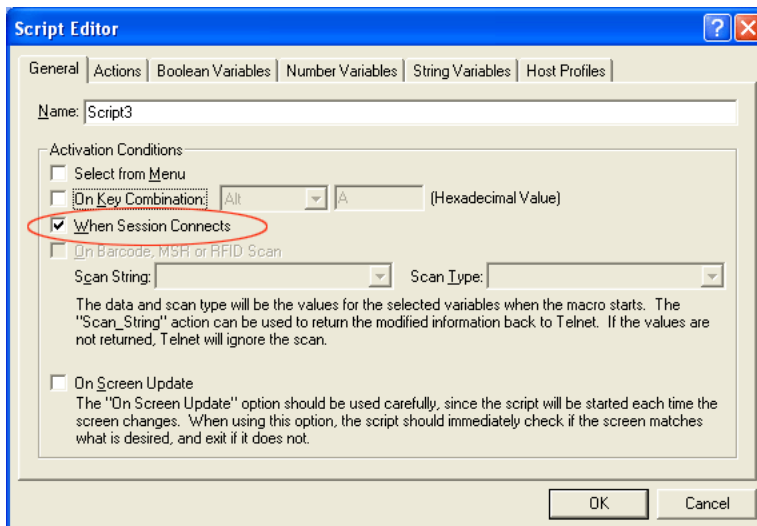 Script Editor
General Actions Boolean Variables Number Variables String Variables Host Profiles
Name: Script3
Activation Conditions
Select from Menu
On Key Combination: Alt A (Hexadecimal Value)
When Session Connects
On Barcode, MSR or RFID Scan
Scan String: Scan Type:
The data and scan type will be the values for the selected variables when the macro starts. The
"Scan_String" action can be used to return the modified information back to Telnet. If the values are
not returned, Telnet will ignore the scan.
On Screen Update
The "On Screen Update" option should be used carefully, since the script will be started each time the
screen changes. When using this option, the script should immediately check if the screen matches
what is desired, and exit if it does not.
OK Cancel